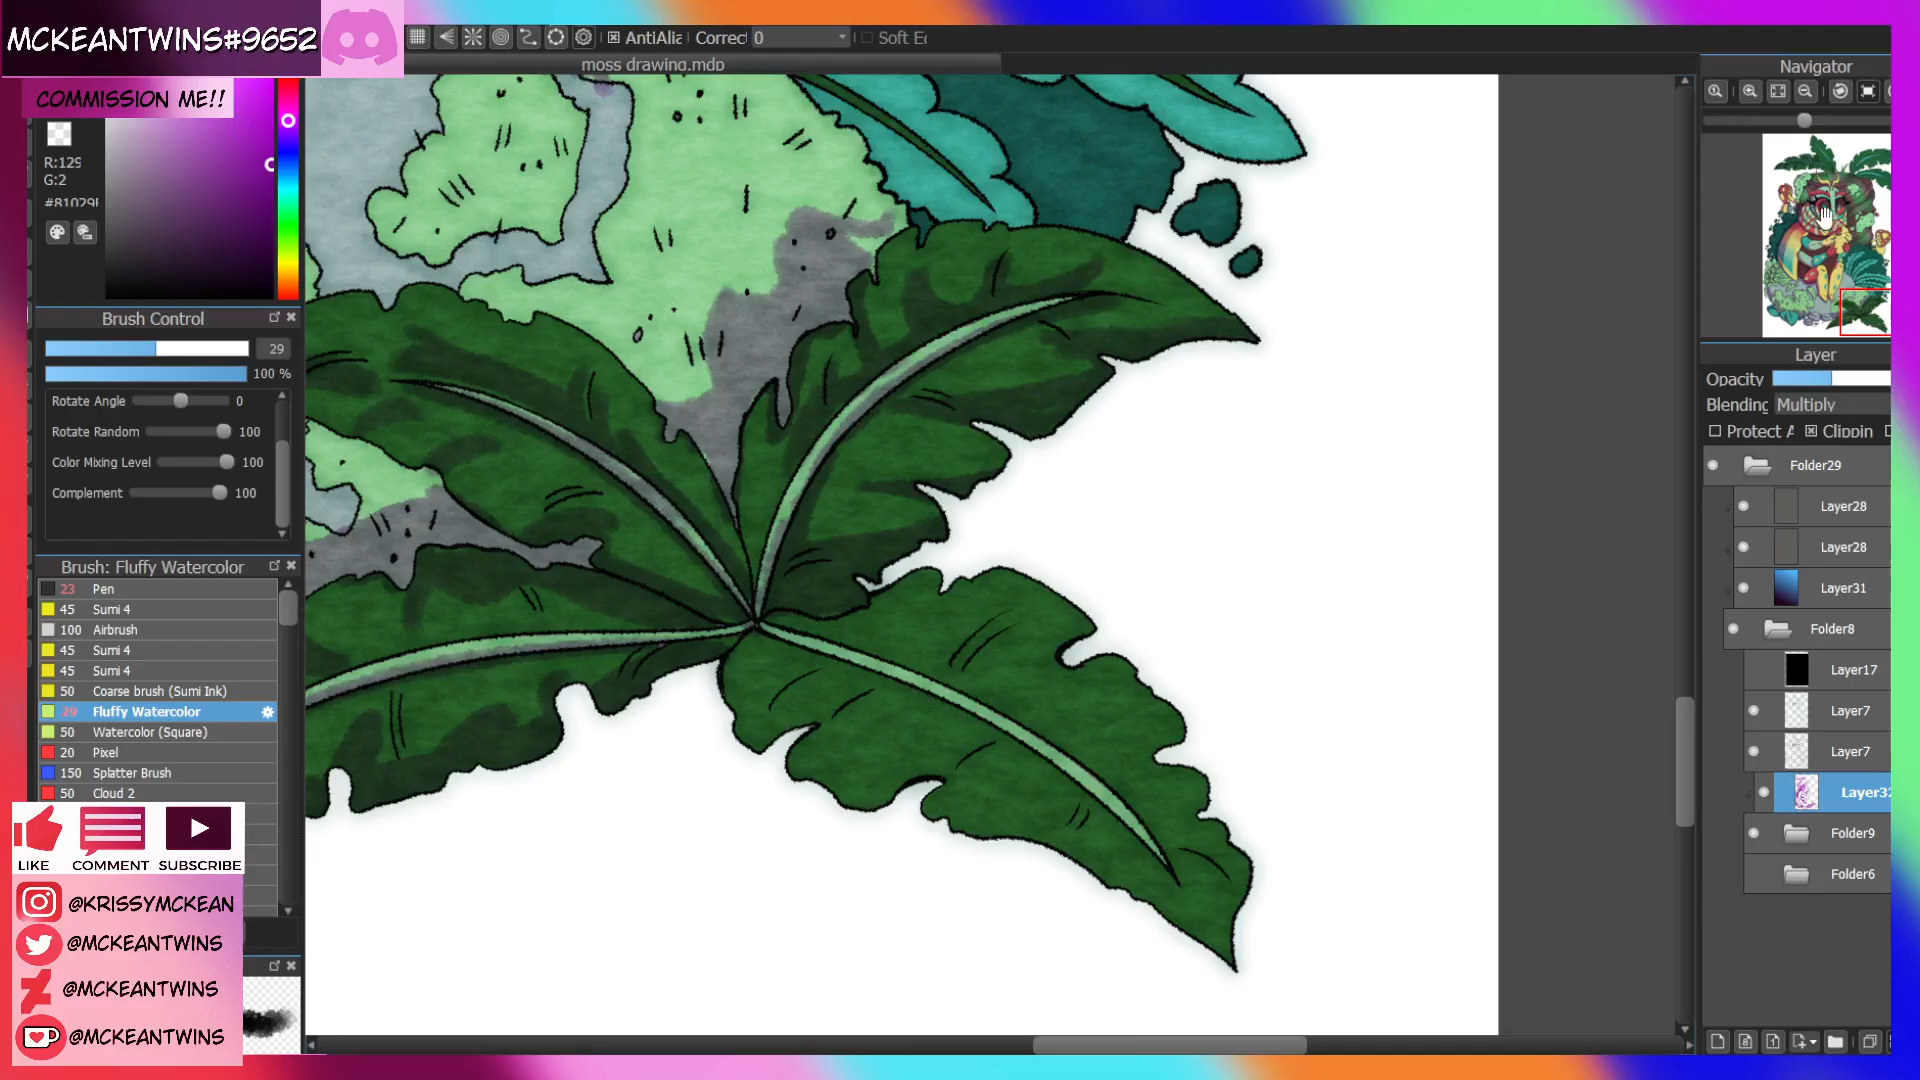 MCKEANTWINS#9652
COMMISSION ME!!
AntiAlia Correct 0 Soft Ed
moss drawing.mdp
Navigator
R:129
G:2
#81029
Brush Control
29
100 %
Rotate Angle 0
Rotate Random 100
Color Mixing Level 100
Complement 100
Brush: Fluffy Watercolor
23 Pen
45 Sumi 4
100 Airbrush
45 Sumi 4
45 Sumi 4
50 Coarse brush (Sumi Ink)
29 Fluffy Watercolor
50 Watercolor (Square)
20 Pixel
150 Splatter Brush
50 Cloud 2
LIKE COMMENT SUBSCRIBE
@KRISSYMCKEAN
@MCKEANTWINS
@MCKEANTWINS
@MCKEANTWINS
Layer
Opacity
Blending Multiply
Protect A Clippin
Folder29
Layer28
Layer28
Layer31
Folder8
Layer17
Layer7
Layer7
Layer32
Folder9
Folder6